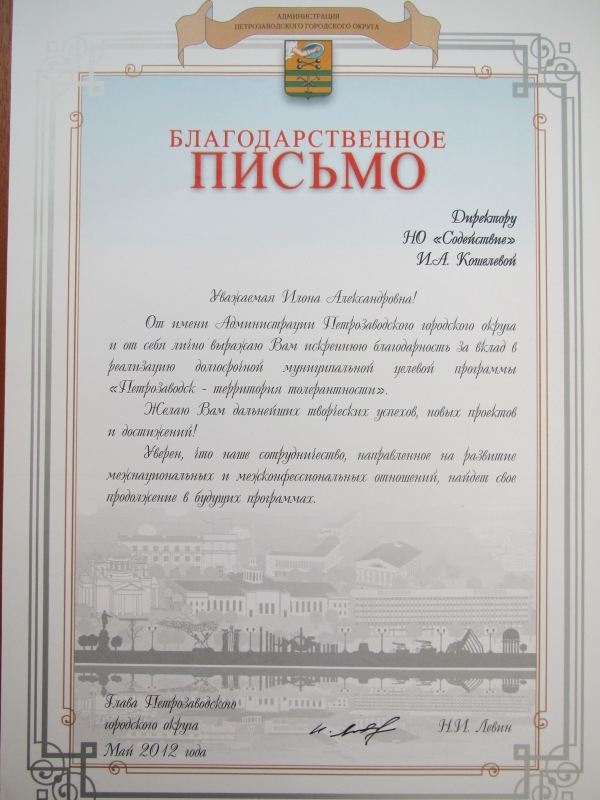 АДМИНИСТРАЦИЯ
ПЕТРОЗАВОДСКОГО ГОРОДСКОГО ОКРУГА
БЛАГОДАРСТВЕННОЕ
ПИСЬМО
Директору
НО «Содействие»
И.А. Кошелевой
Уважаемая Илона Александровна!
От имени Администрации Петрозаводского городского округа
и от себя лично выражаю Вам искреннюю благодарность за вклад в
реализацию долгосрочной муниципальной целевой программы
«Петрозаводск - территория толерантности».
Желаю Вам дальнейших творческих успехов, новых проектов
и достижений!
Уверен, что наше сотрудничество, направленное на развитие
межнациональных и межконфессиональных отношений, найдет свое
продолжение в будущих программах.
Глава Петрозаводского
городского округа
Н.И. Левин
Май 2012 года